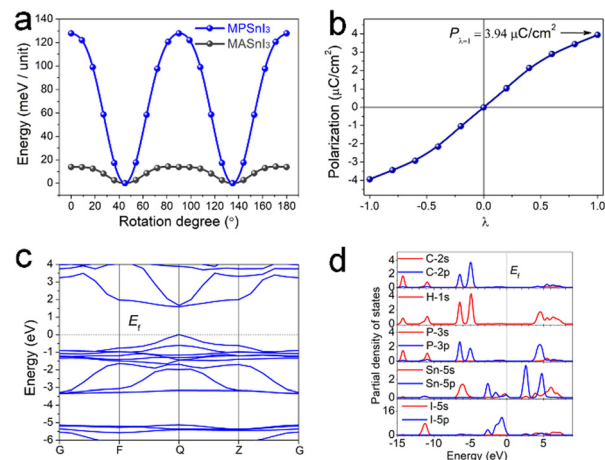 a
MPSnI3
MASnI3
Energy (meV / unit)
140
120
100
80
60
40
20
0
0 20 40 60 80 100 120 140 160 180
Rotation degree (°)
b
Pλ=1 = 3.94 μC/cm²
Polarization (μC/cm²)
4
3
2
1
0
-1
-2
-3
-4
-1.0 -0.5 0.0 0.5 1.0
λ
c
Ef
Energy (eV)
4
3
2
1
0
-1
-2
-3
-4
-5
-6
G F Q Z G
d
Ef
Partial density of states
C-2s
C-2p
H-1s
P-3s
P-3p
Sn-5s
Sn-5p
I-5s
I-5p
4
2
0
4
2
0
4
2
0
4
2
0
16
0
-15 -10 -5 0 5
Energy (eV)